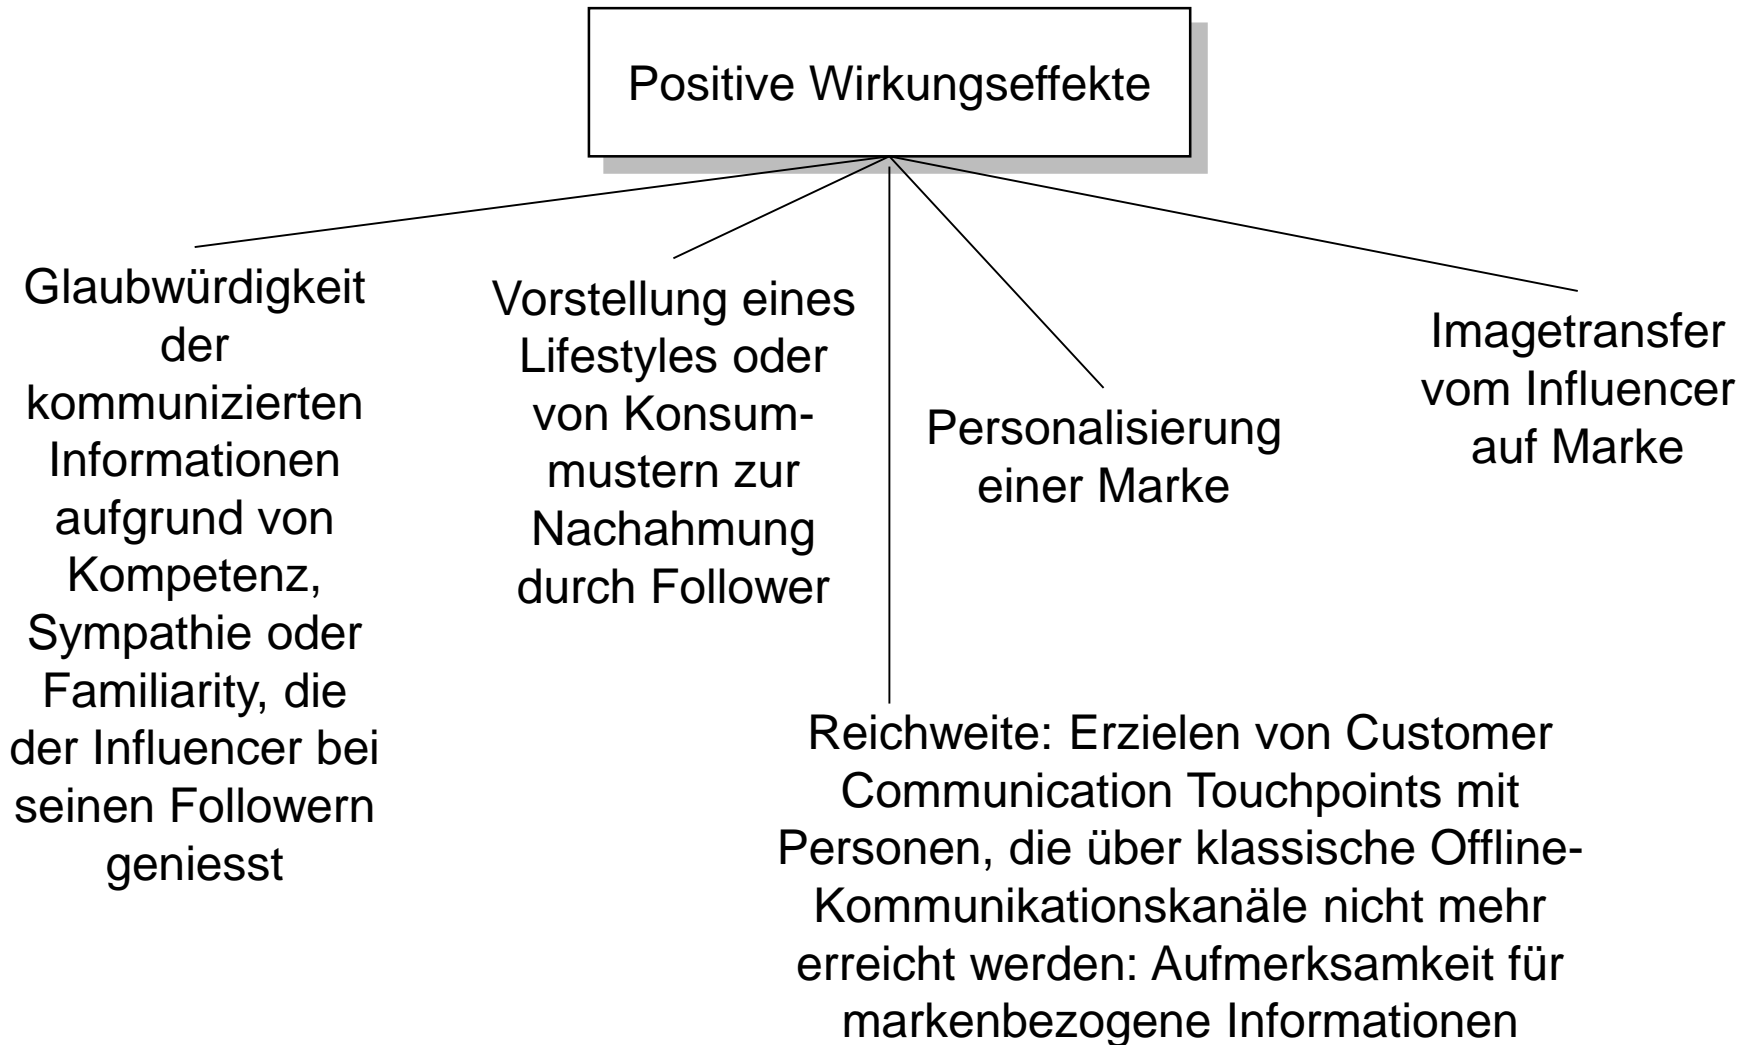 Positive Wirkungseffekte
Glaubwürdigkeit
der
kommunizierten
Informationen
aufgrund von
Kompetenz,
Sympathie oder
Familiarity, die
der Influencer bei
seinen Followern
geniesst
Vorstellung eines
Lifestyles oder
von Konsum-
mustern zur
Nachahmung
durch Follower
Personalisierung
einer Marke
Imagetransfer
vom Influencer
auf Marke
Reichweite: Erzielen von Customer
Communication Touchpoints mit
Personen, die über klassische Offline-
Kommunikationskanäle nicht mehr
erreicht werden: Aufmerksamkeit für
markenbezogene Informationen